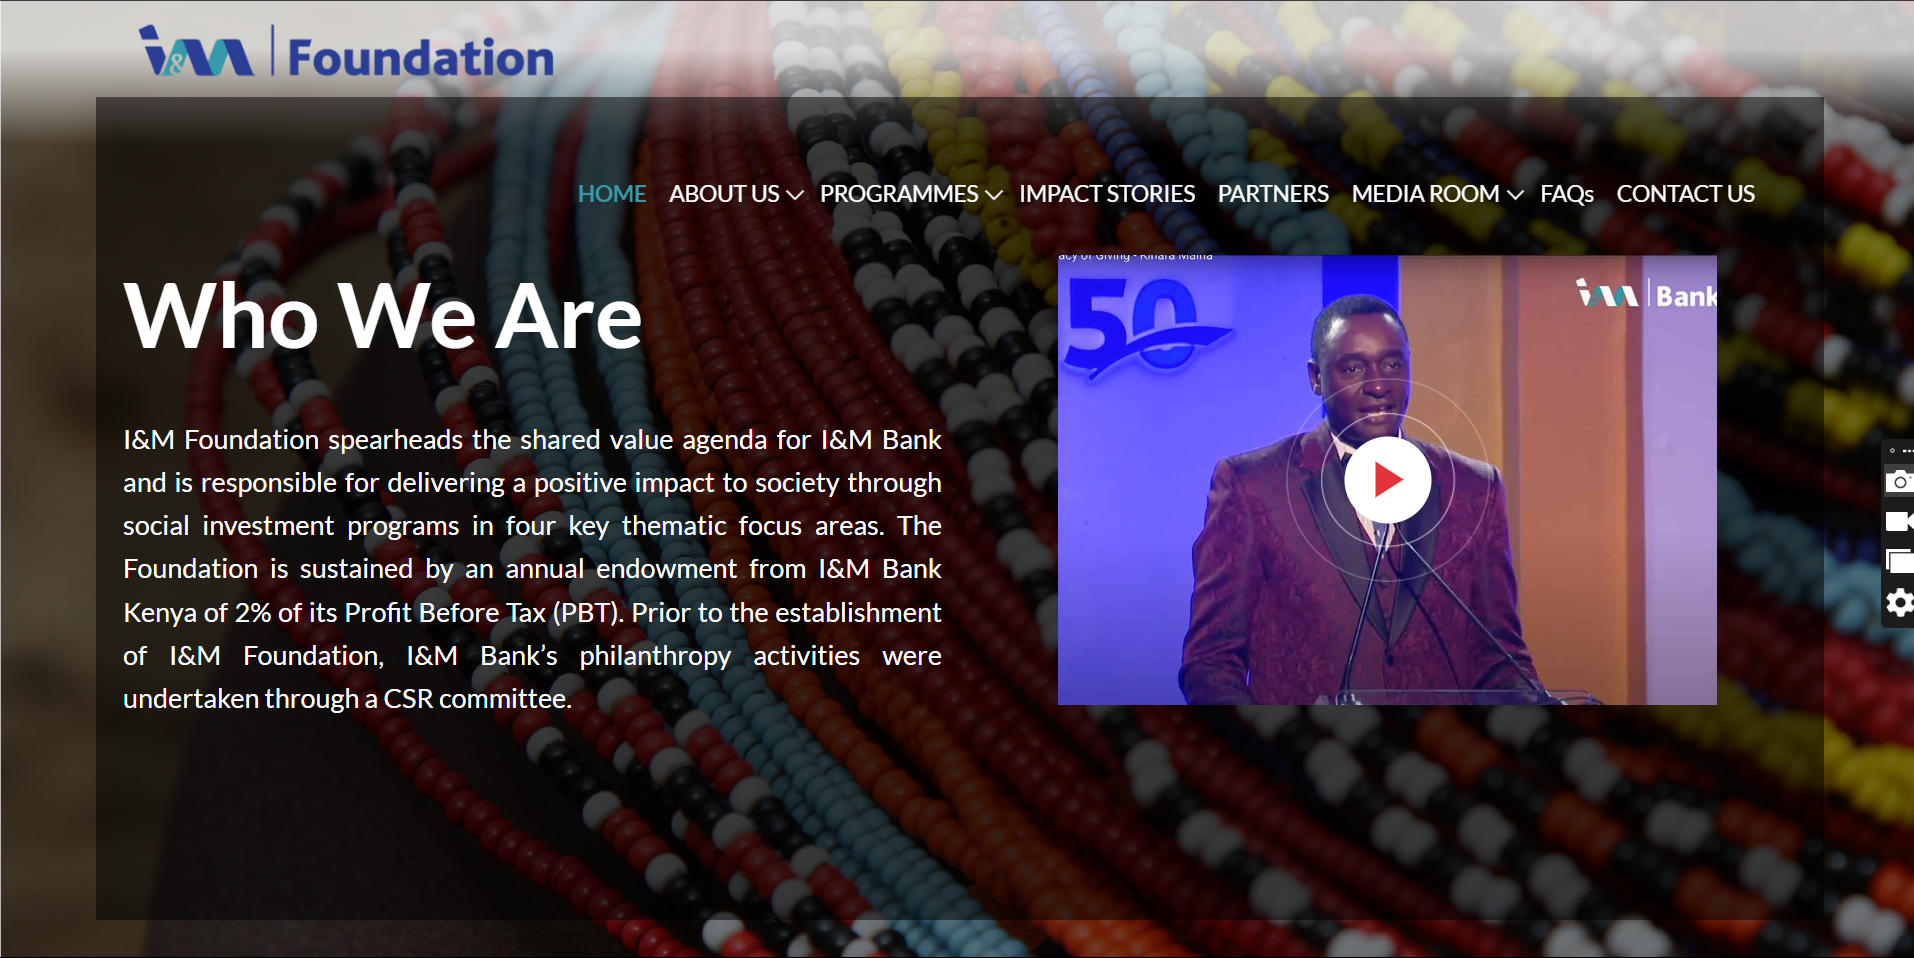 I&M | Foundation
HOME ABOUT US PROGRAMMES IMPACT STORIES PARTNERS MEDIA ROOM FAQs CONTACT US
Who We Are
I&M Foundation spearheads the shared value agenda for I&M Bank
and is responsible for delivering a positive impact to society through
social investment programs in four key thematic focus areas. The
Foundation is sustained by an annual endowment from I&M Bank
Kenya of 2% of its Profit Before Tax (PBT). Prior to the establishment
of I&M Foundation, I&M Bank’s philanthropy activities were
undertaken through a CSR committee.
of Giving -
50
I&M | Bank